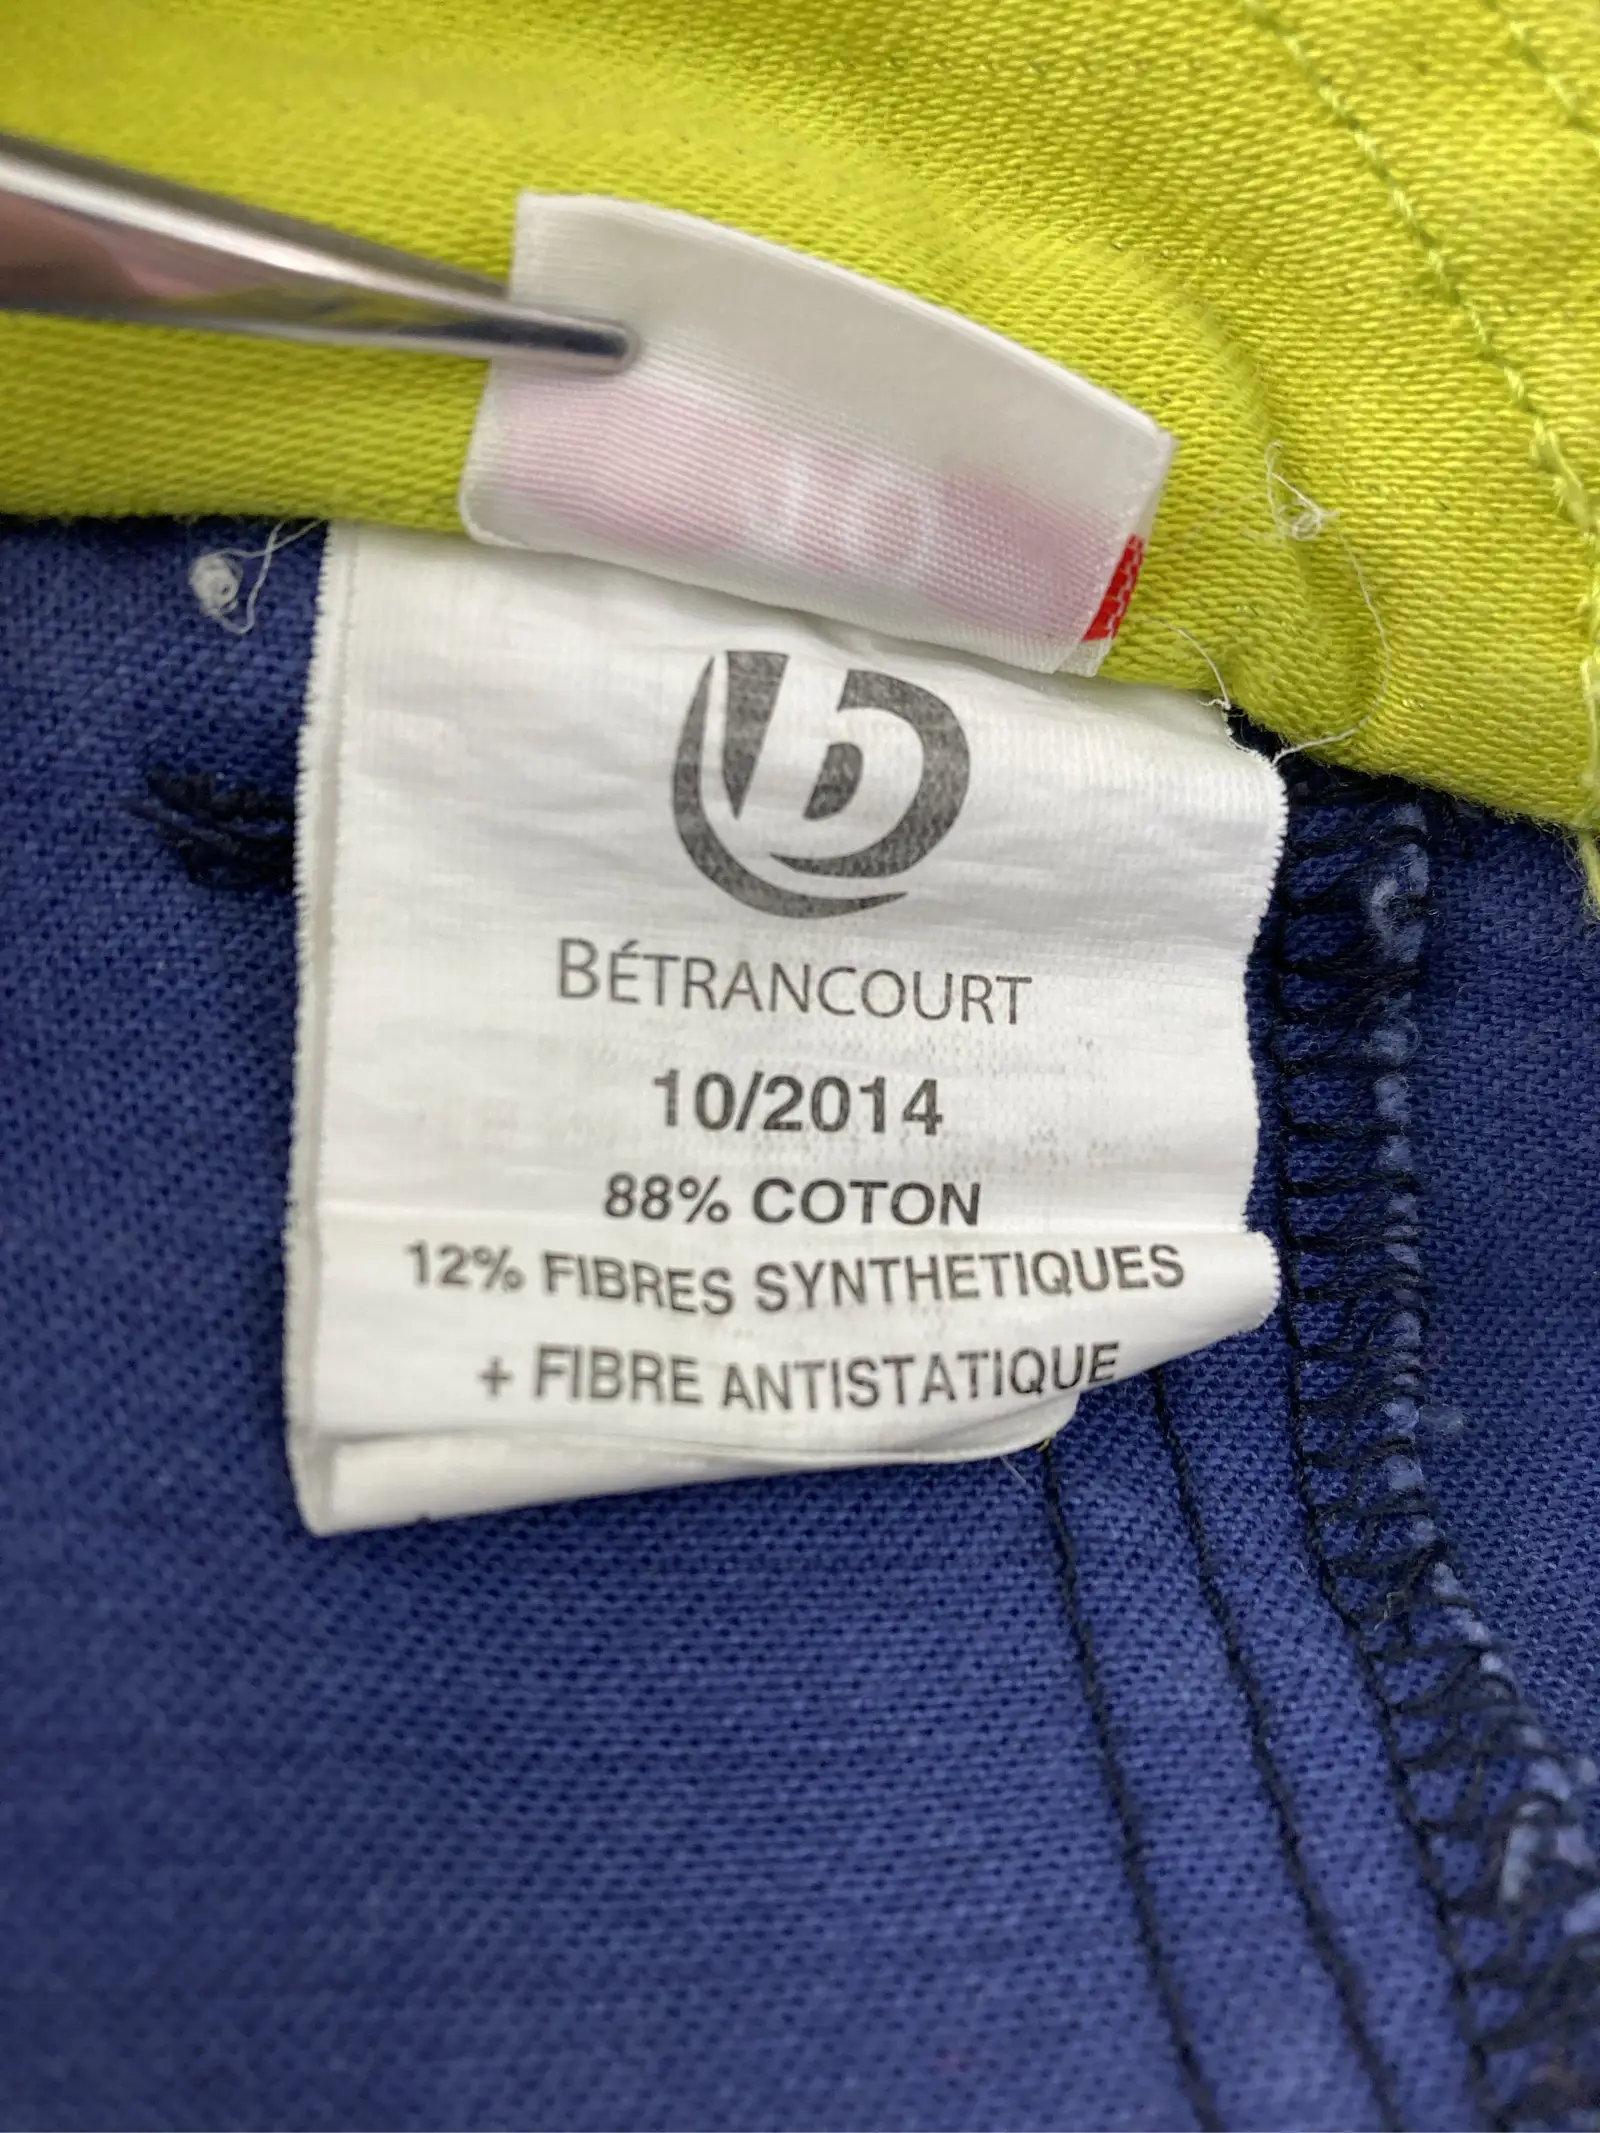 BÉTRANCOURT
10/2014
88% COTON
12% FIBRES SYNTHETIQUES
+ FIBRE ANTISTATIQUE